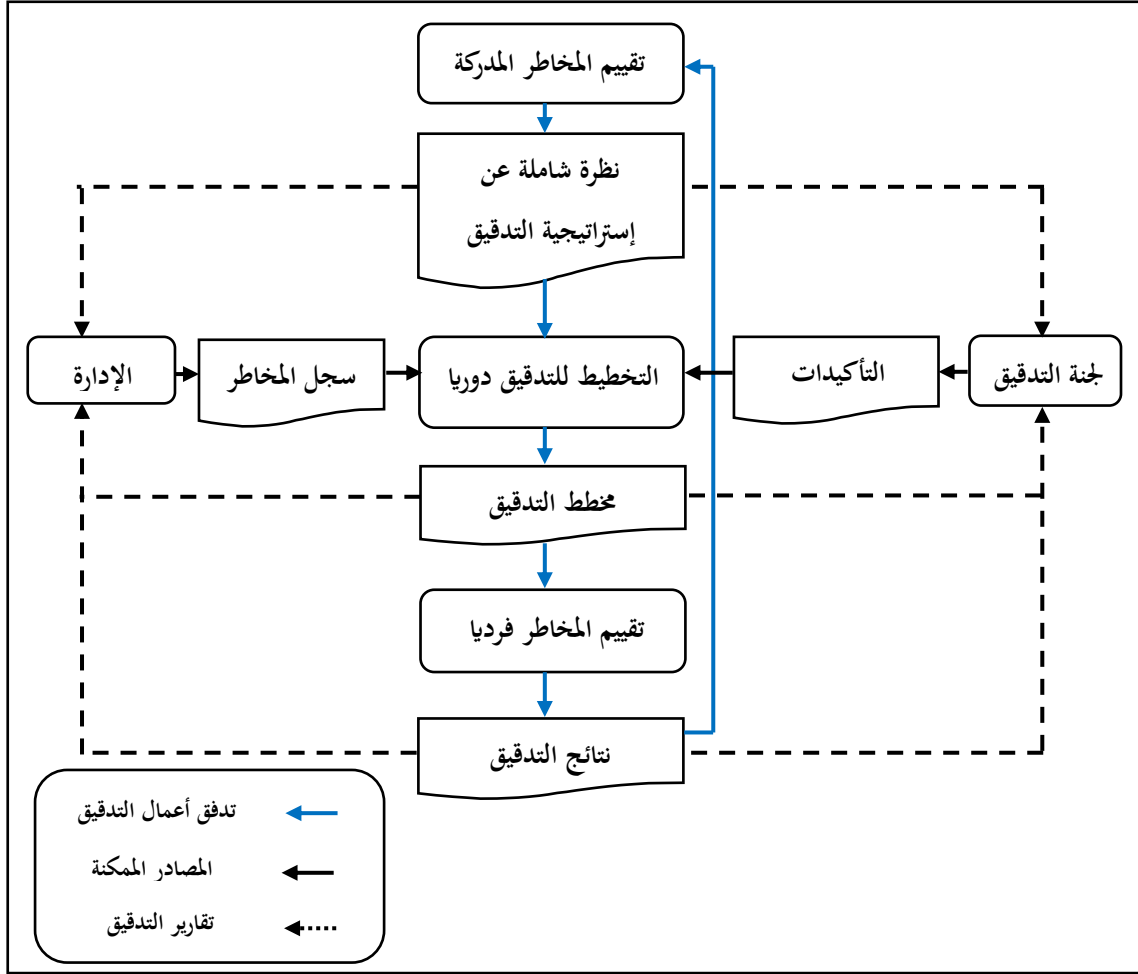 تقييم المخاطر المدركة
نظرة شاملة عن
إستراتيجية التدقيق
لجنة التدقيق
التأكيدات
التخطيط للتدقيق دوريا
سجل المخاطر
الإدارة
مخطط التدقيق
تقييم المخاطر فرديا
نتائج التدقيق
تدفق أعمال التدقيق
المصادر الممكنة
تقارير التدقيق